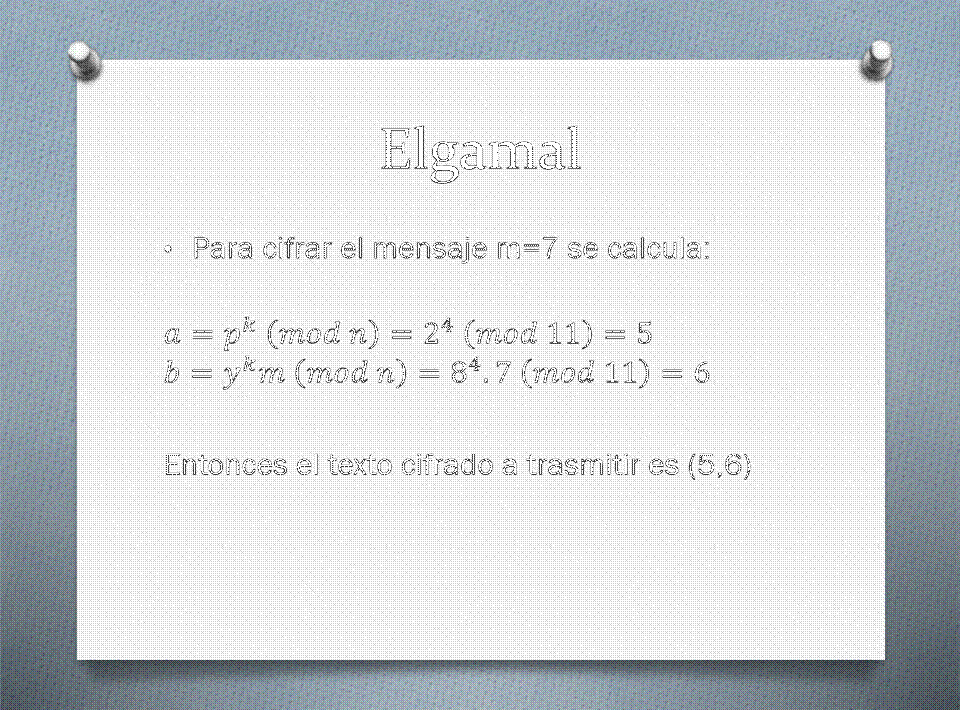 Elgamal
• Para cifrar el mensaje m=7 se calcula:
a = p^k (mod n) = 2^4 (mod 11) = 5
b = y^k m (mod n) = 8^4.7 (mod 11) = 6
Entonces el texto cifrado a trasmitir es (5,6)